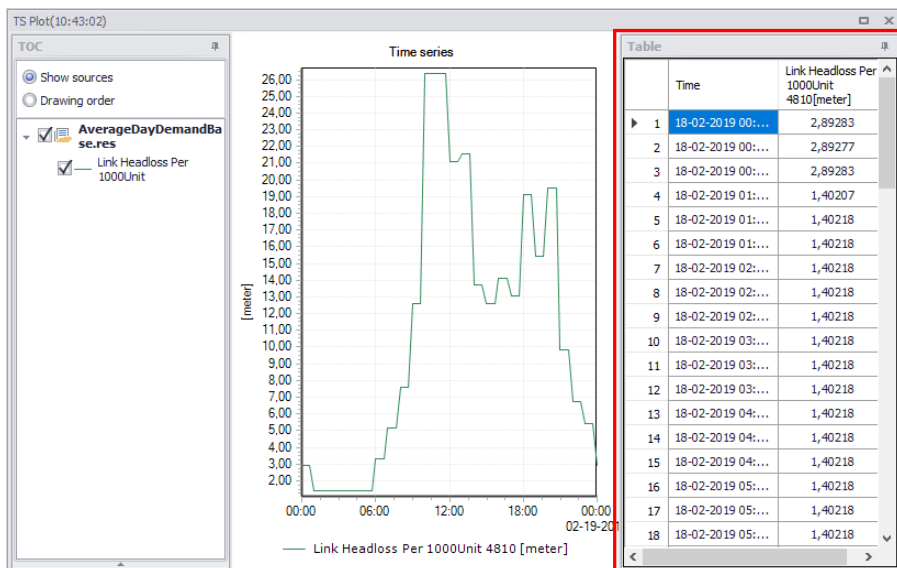 TS Plot(10:43:02)
TOC
Show sources
Drawing order
AverageDayDemandBa
se.res
Link Headloss Per
1000Unit
Time series
26,00
25,00
24,00
23,00
22,00
21,00
20,00
19,00
18,00
17,00
16,00
15,00
14,00
13,00
12,00
11,00
10,00
9,00
8,00
7,00
6,00
5,00
4,00
3,00
2,00
[meter]
00:00 06:00 12:00 18:00 00:00
02-19-201
Link Headloss Per 1000Unit 4810 [meter]
Table
Time Link Headloss Per
1000Unit
4810[meter]
1 18-02-2019 00:... 2,89283
2 18-02-2019 00:... 2,89277
3 18-02-2019 00:... 2,89283
4 18-02-2019 01:... 1,40207
5 18-02-2019 01:... 1,40218
6 18-02-2019 01:... 1,40218
7 18-02-2019 02:... 1,40218
8 18-02-2019 02:... 1,40218
9 18-02-2019 02:... 1,40218
10 18-02-2019 03:... 1,40218
11 18-02-2019 03:... 1,40218
12 18-02-2019 03:... 1,40218
13 18-02-2019 04:... 1,40218
14 18-02-2019 04:... 1,40218
15 18-02-2019 04:... 1,40218
16 18-02-2019 05:... 1,40218
17 18-02-2019 05:... 1,40218
18 18-02-2019 05:... 1,40218